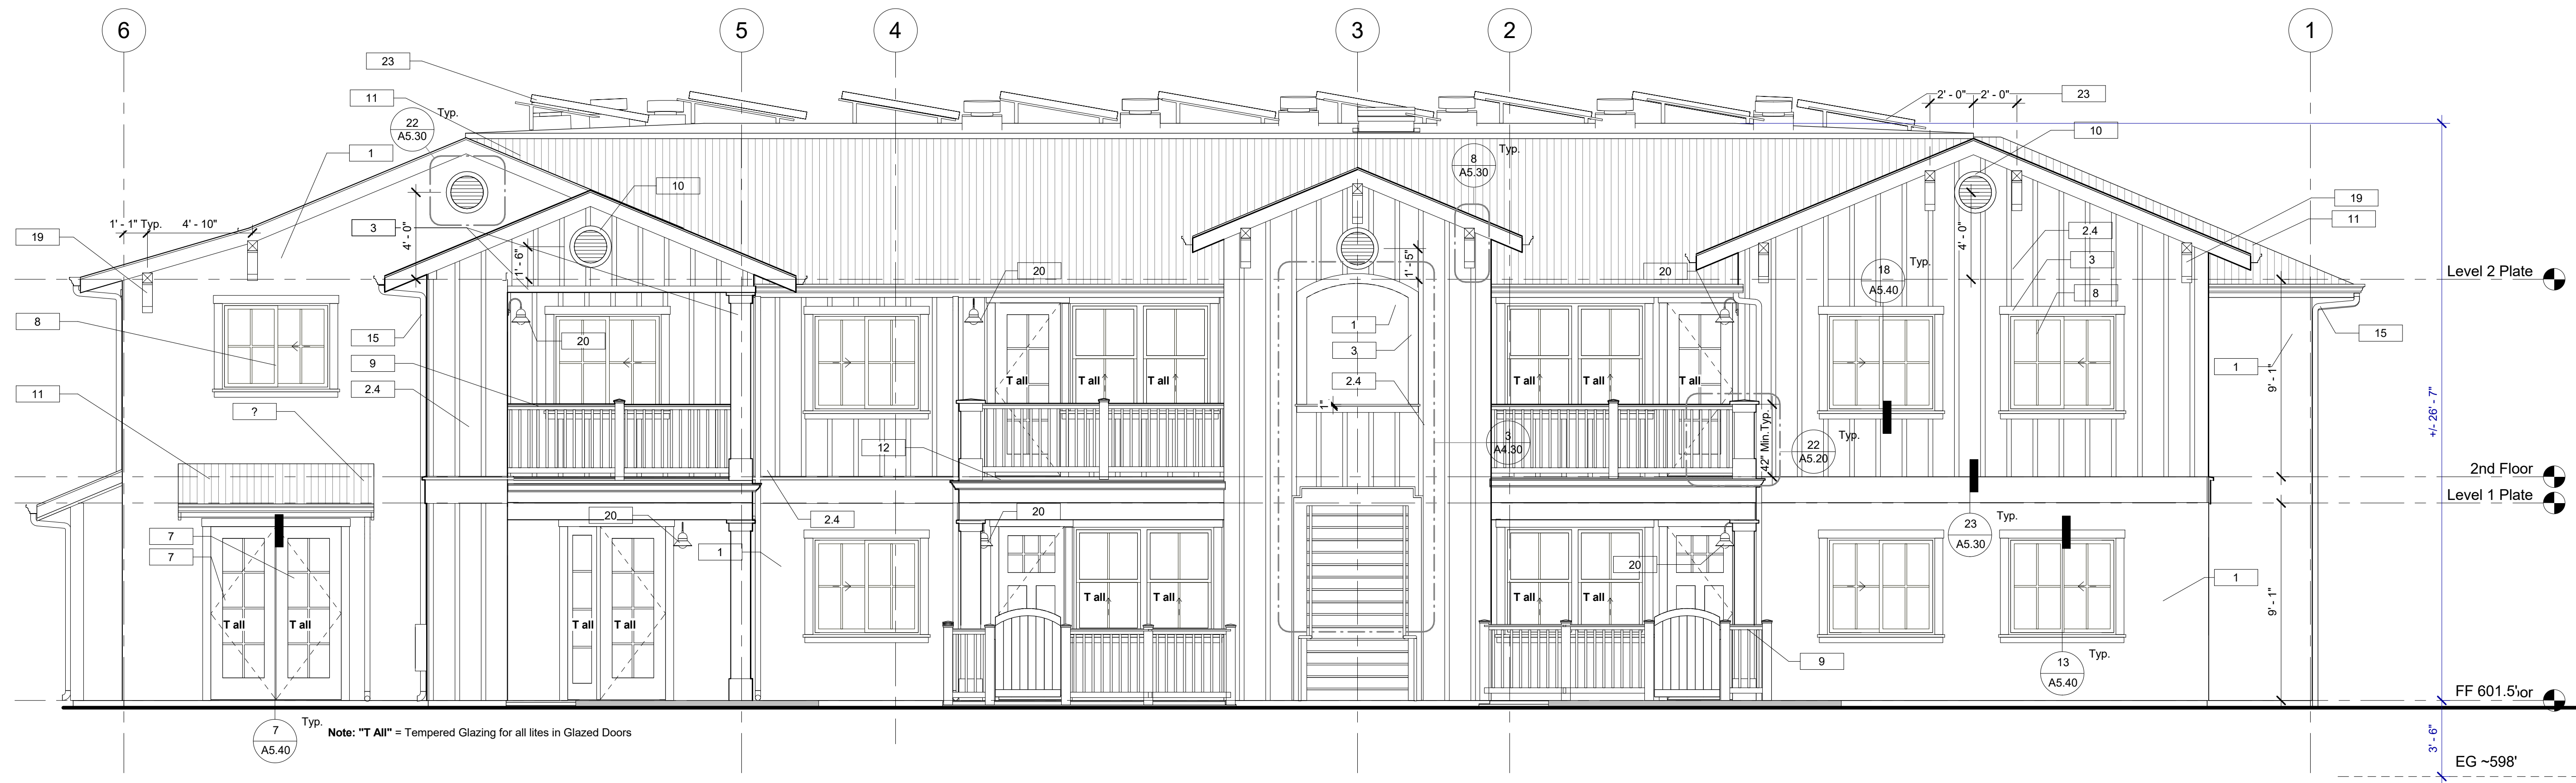 6
5
4
3
2
1
23
11
Typ.
22
A5.30
1
2' - 0" 2' - 0"
23
10
10
8
A5.30
Typ.
1' - 1" Typ.
4' - 10"
3
4' - 0"
1' - 6"
19
20
1' - 5"
20
18
A5.40
Typ.
4' - 0"
2.4
3
8
19
11
Level 2 Plate
8
15
20
9
2.4
11
?
1
3
2.4
1"
15
1
9' - 1"
+/- 26' - 7"
T all
T all
T all
T all
T all
T all
12
3
A4.30
42" Min.Typ.
22
A5.20
Typ.
2nd Floor
Level 1 Plate
2.4
20
20
7
7
1
20
23
A5.30
Typ.
1
9' - 1"
T all
T all
T all
T all
T all
T all
T all
T all
9
13
A5.40
Typ.
FF 601.5'
7
A5.40
Typ.
Note: "T All" = Tempered Glazing for all lites in Glazed Doors
3' - 6"
EG ~598'